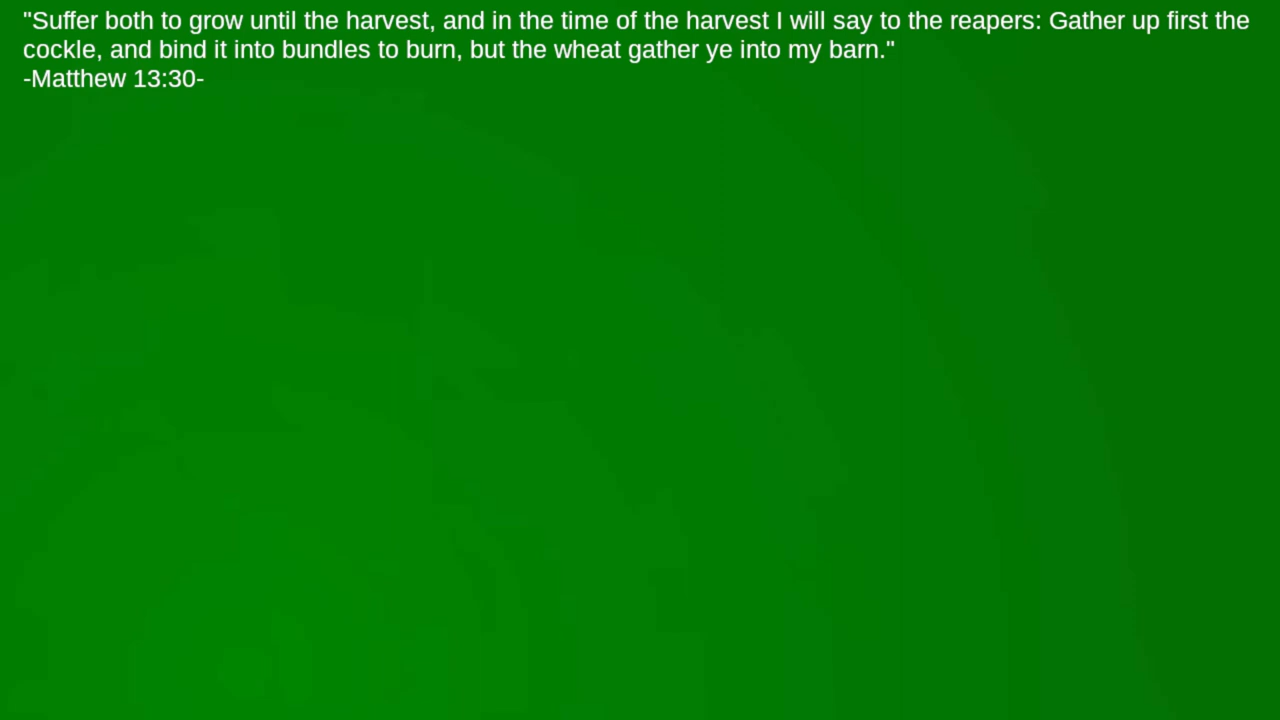 "Suffer both to grow until the harvest, and in the time of the harvest I will say to the reapers: Gather up first the
cockle, and bind it into bundles to burn, but the wheat gather ye into my barn."
-Matthew 13:30-